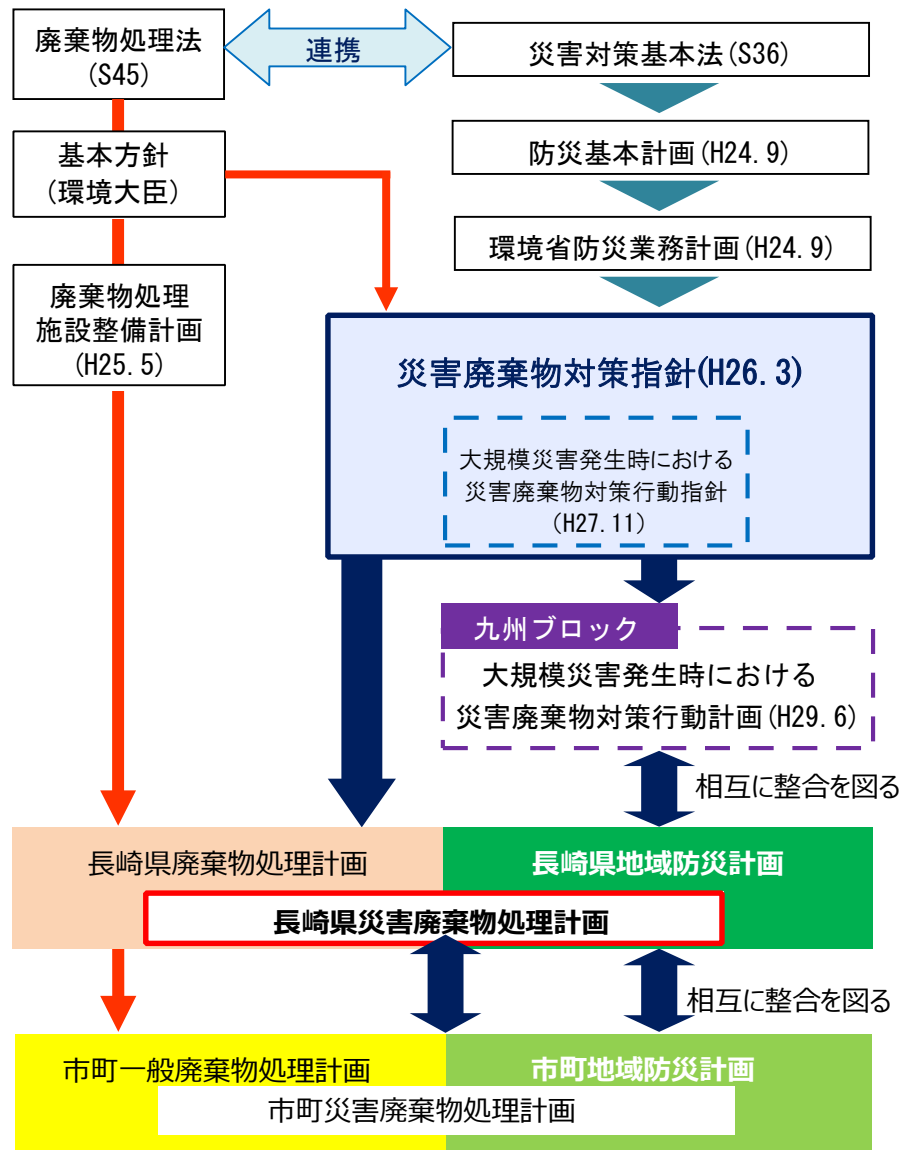 廃棄物処理法
(S45)
連携
災害対策基本法(S36)
基本方針
(環境大臣)
防災基本計画(H24.9)
環境省防災業務計画(H24.9)
廃棄物処理
施設整備計画
(H25.5)
災害廃棄物対策指針(H26.3)
大規模災害発生時における
災害廃棄物対策行動指針
(H27.11)
九州ブロック
大規模災害発生時における
災害廃棄物対策行動計画(H29.6)
相互に整合を図る
長崎県廃棄物処理計画
長崎県地域防災計画
長崎県災害廃棄物処理計画
相互に整合を図る
市町一般廃棄物処理計画
市町地域防災計画
市町災害廃棄物処理計画